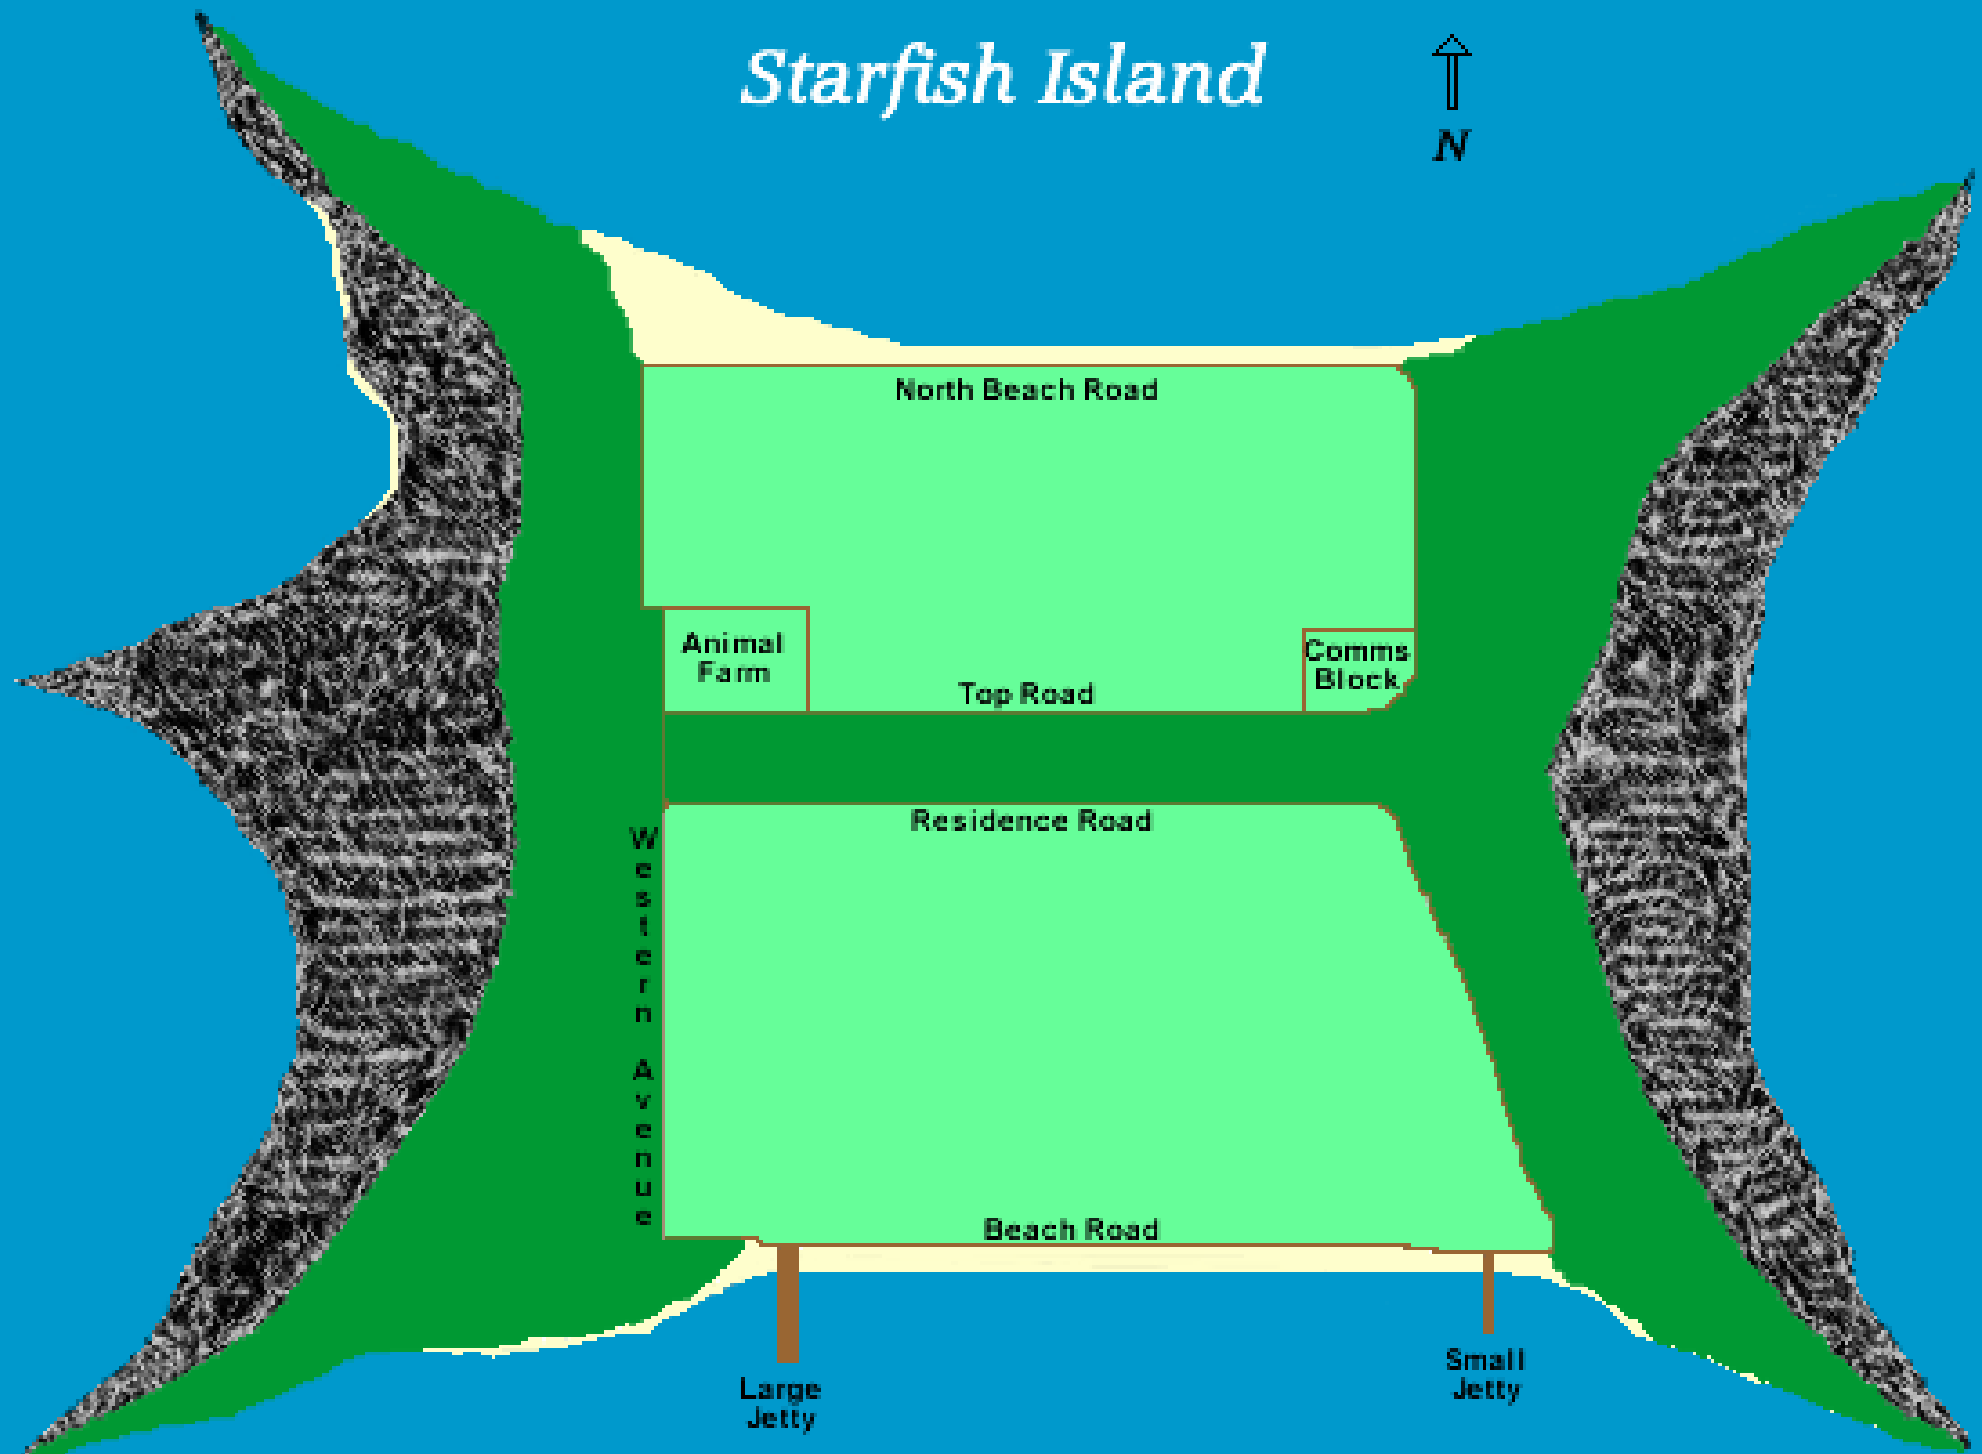 Starfish Island
N
North Beach Road
Animal
Farm
Comms
Block
Top Road
Residence Road
Western Avenue
Beach Road
Small
Jetty
Large
Jetty